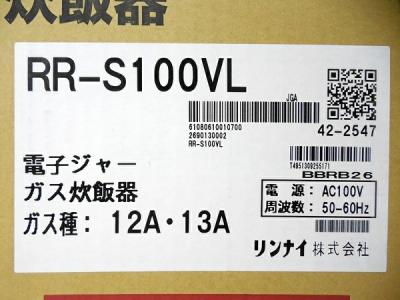 炊飯器
RR-S100VL
JGA
61080610010700
2690130002
RR-S100VL
42-2547
T4951309255171
BBRB26
電子ジャー
ガス炊飯器
ガス種：12A・13A
電　源：AC100V
周波数：50-60Hz
リンナイ株式会社